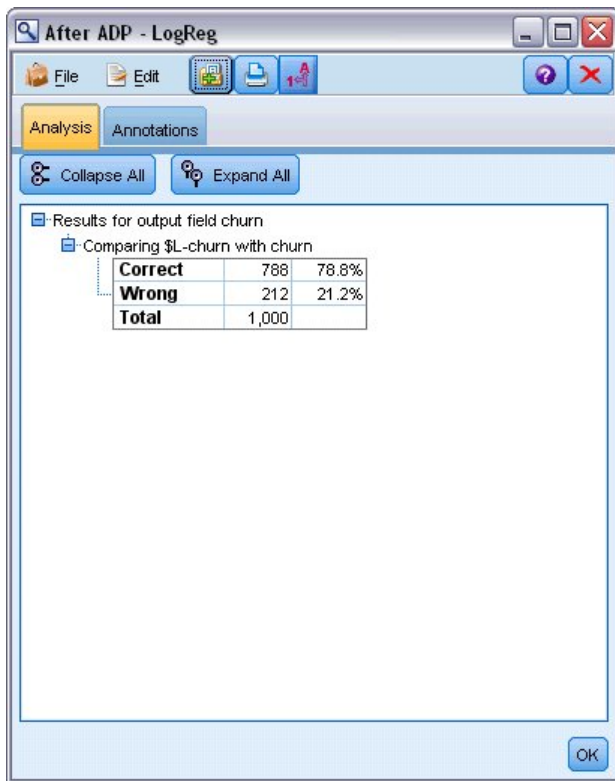 After ADP - LogReg
File Edit
Analysis Annotations
Collapse All Expand All
Results for output field churn
Comparing $L-churn with churn
Correct 788 78.8%
Wrong 212 21.2%
Total 1,000
OK